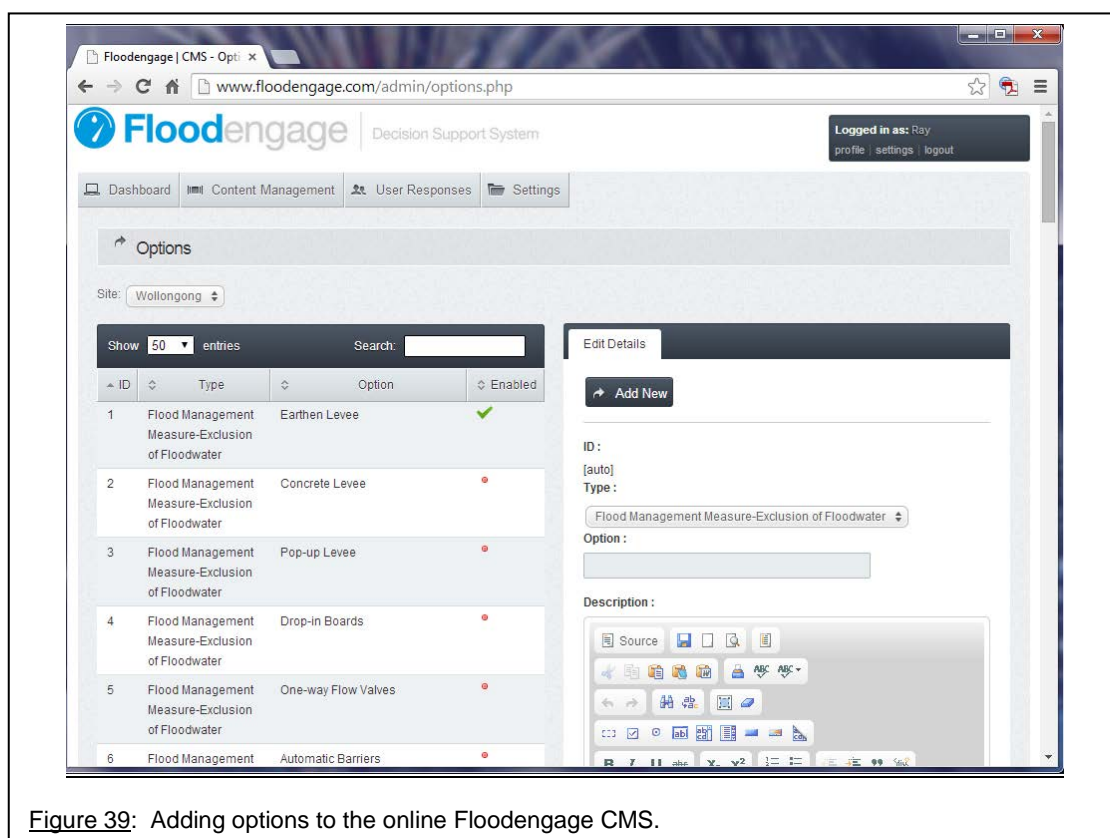 Floodengage | CMS - Opti
www.floodengage.com/admin/options.php
Floodengage
Decision Support System
Logged in as: Ray
profile | settings | logout
Dashboard
Content Management
User Responses
Settings
Options
Site: Wollongong
Show 50 entries
Search:
ID Type Option Enabled
1 Flood Management Earthen Levee
Measure-Exclusion
of Floodwater
2 Flood Management Concrete Levee
Measure-Exclusion
of Floodwater
3 Flood Management Pop-up Levee
Measure-Exclusion
of Floodwater
4 Flood Management Drop-in Boards
Measure-Exclusion
of Floodwater
5 Flood Management One-way Flow Valves
Measure-Exclusion
of Floodwater
6 Flood Management Automatic Barriers
Edit Details
Add New
ID :
[auto]
Type :
Flood Management Measure-Exclusion of Floodwater
Option :
Description :
Source
ABC ABC
B I U abc X₂ x²
Figure 39: Adding options to the online Floodengage CMS.